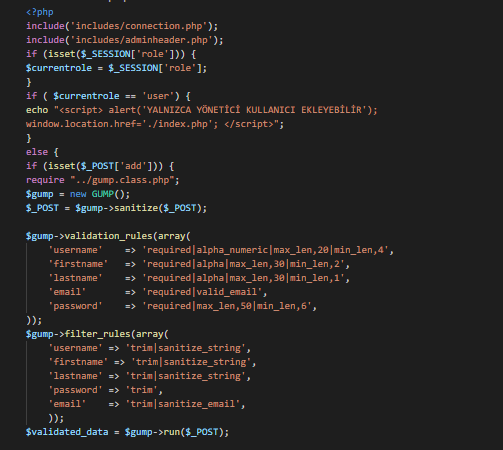 <?php
include('includes/connection.php');
include('includes/adminheader.php');
if (isset($_SESSION['role'])) {
$currentrole = $_SESSION['role'];
}
if ( $currentrole == 'user') {
echo "<script> alert('YALNIZCA YÖNETİCİ KULLANICI EKLEYEBİLİR');
window.location.href='./index.php'; </script>";
}
else {
if (isset($_POST['add'])) {
require "../gump.class.php";
$gump = new GUMP();
$_POST = $gump->sanitize($_POST);

$gump->validation_rules(array(
    'username'    => 'required|alpha_numeric|max_len,20|min_len,4',
    'firstname'   => 'required|alpha|max_len,30|min_len,2',
    'lastname'    => 'required|alpha|max_len,30|min_len,1',
    'email'       => 'required|valid_email',
    'password'    => 'required|max_len,50|min_len,6',
));
$gump->filter_rules(array(
    'username' => 'trim|sanitize_string',
    'firstname' => 'trim|sanitize_string',
    'lastname' => 'trim|sanitize_string',
    'password' => 'trim',
    'email'    => 'trim|sanitize_email',
    ));
$validated_data = $gump->run($_POST);